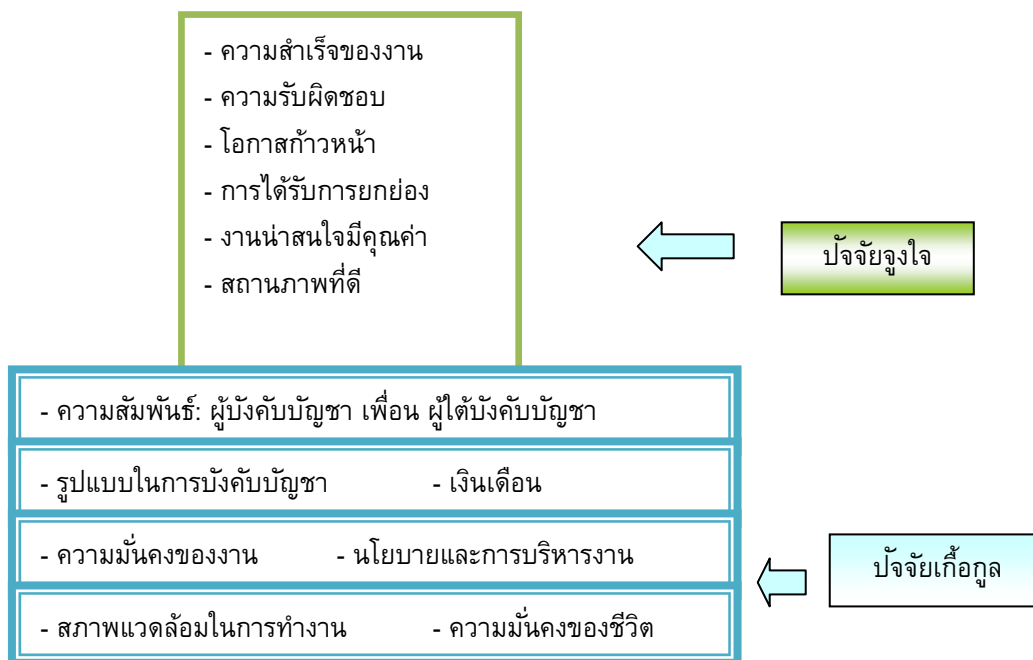 - ความสำเร็จของงาน
- ความรับผิดชอบ
- โอกาสก้าวหน้า
- การได้รับการยกย่อง
- งานน่าสนใจมีคุณค่า
- สถานภาพที่ดี
ปัจจัยจูงใจ
- ความสัมพันธ์: ผู้บังคับบัญชา เพื่อน ผู้ใต้บังคับบัญชา
- รูปแบบในการบังคับบัญชา - เงินเดือน
- ความมั่นคงของงาน - นโยบายและการบริหารงาน
ปัจจัยเกื้อกูล
- สภาพแวดล้อมในการทำงาน - ความมั่นคงของชีวิต